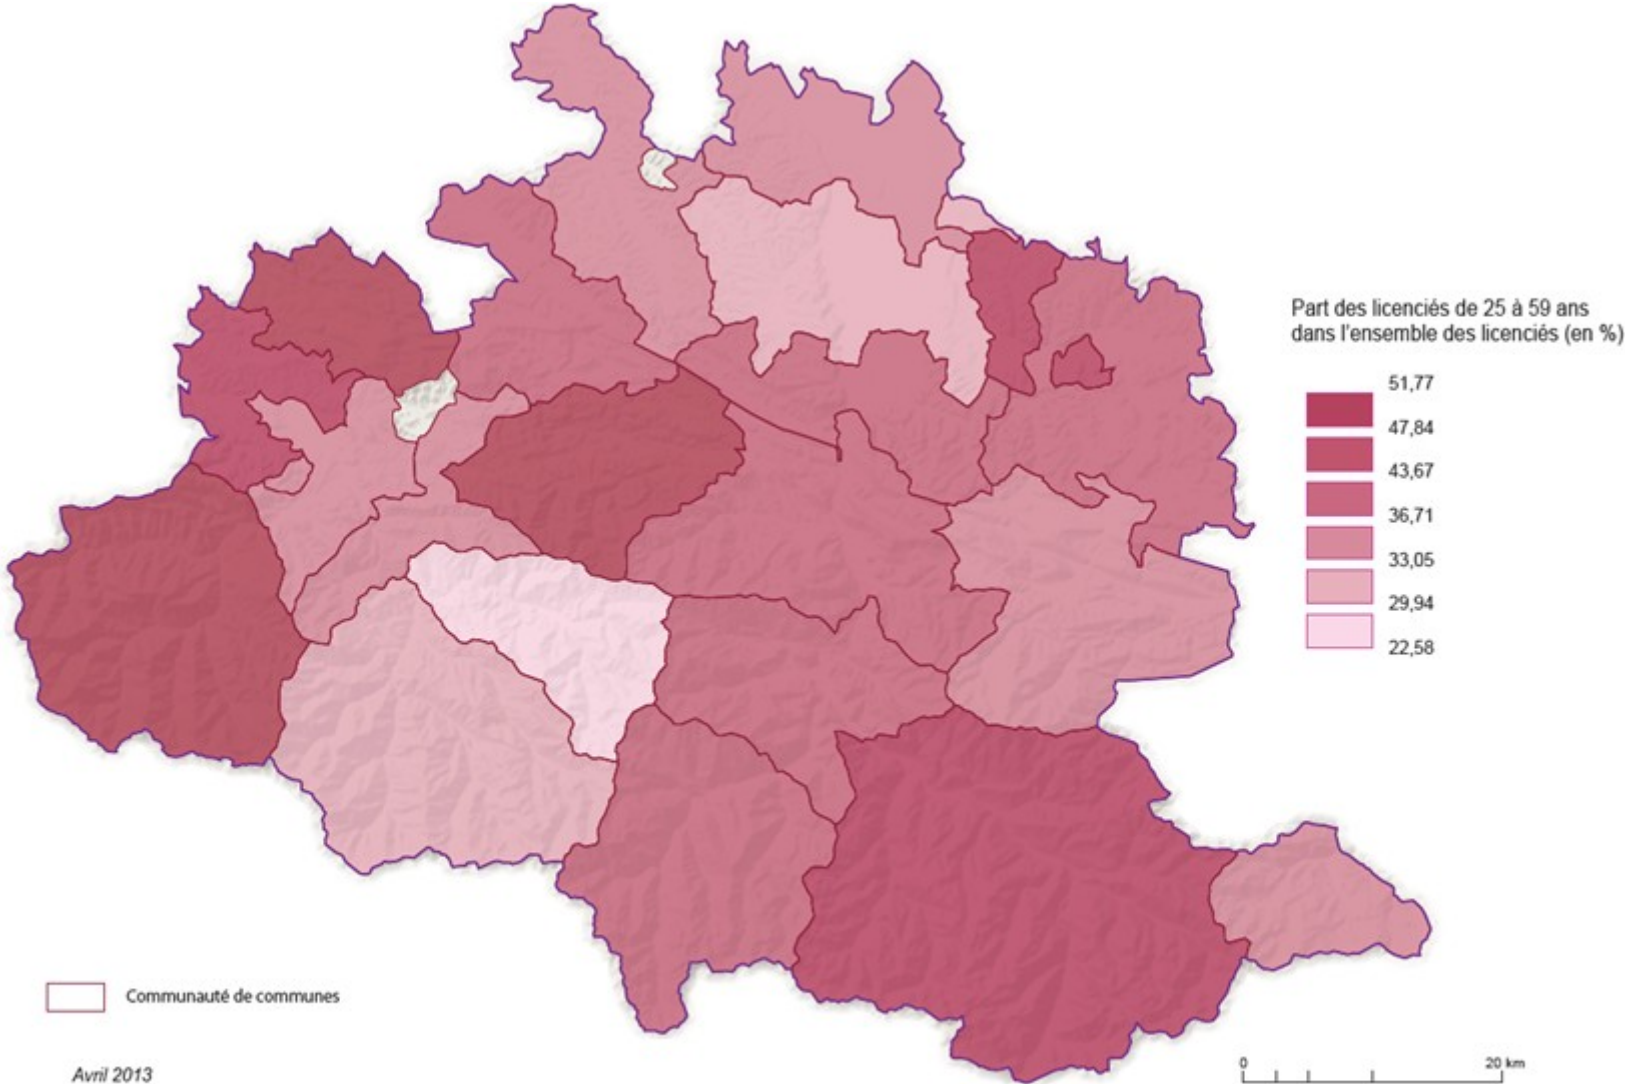 Part des licenciés de 25 à 59 ans
dans l'ensemble des licenciés (en %)
51,77
47,84
43,67
36,71
33,05
29,94
22,58
Communauté de communes
Avril 2013
0 20 km